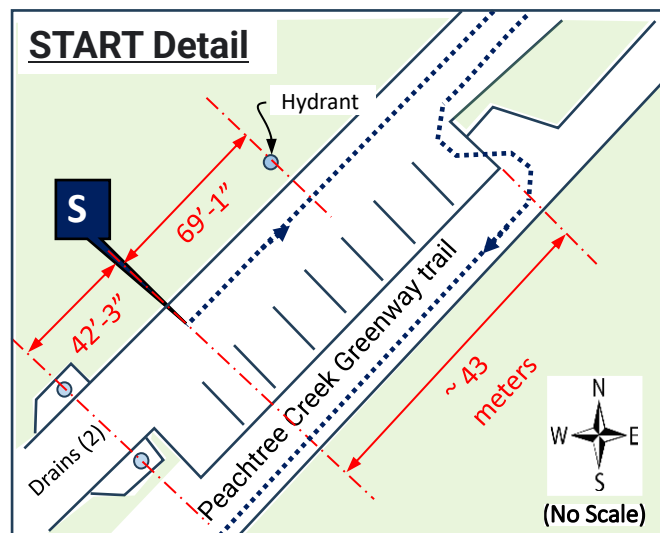 START Detail
Hydrant
S
69’-1”
42’-3”
Drains (2)
Peachtree Creek Greenway trail
~ 43
meters
N
W E
S
(No Scale)